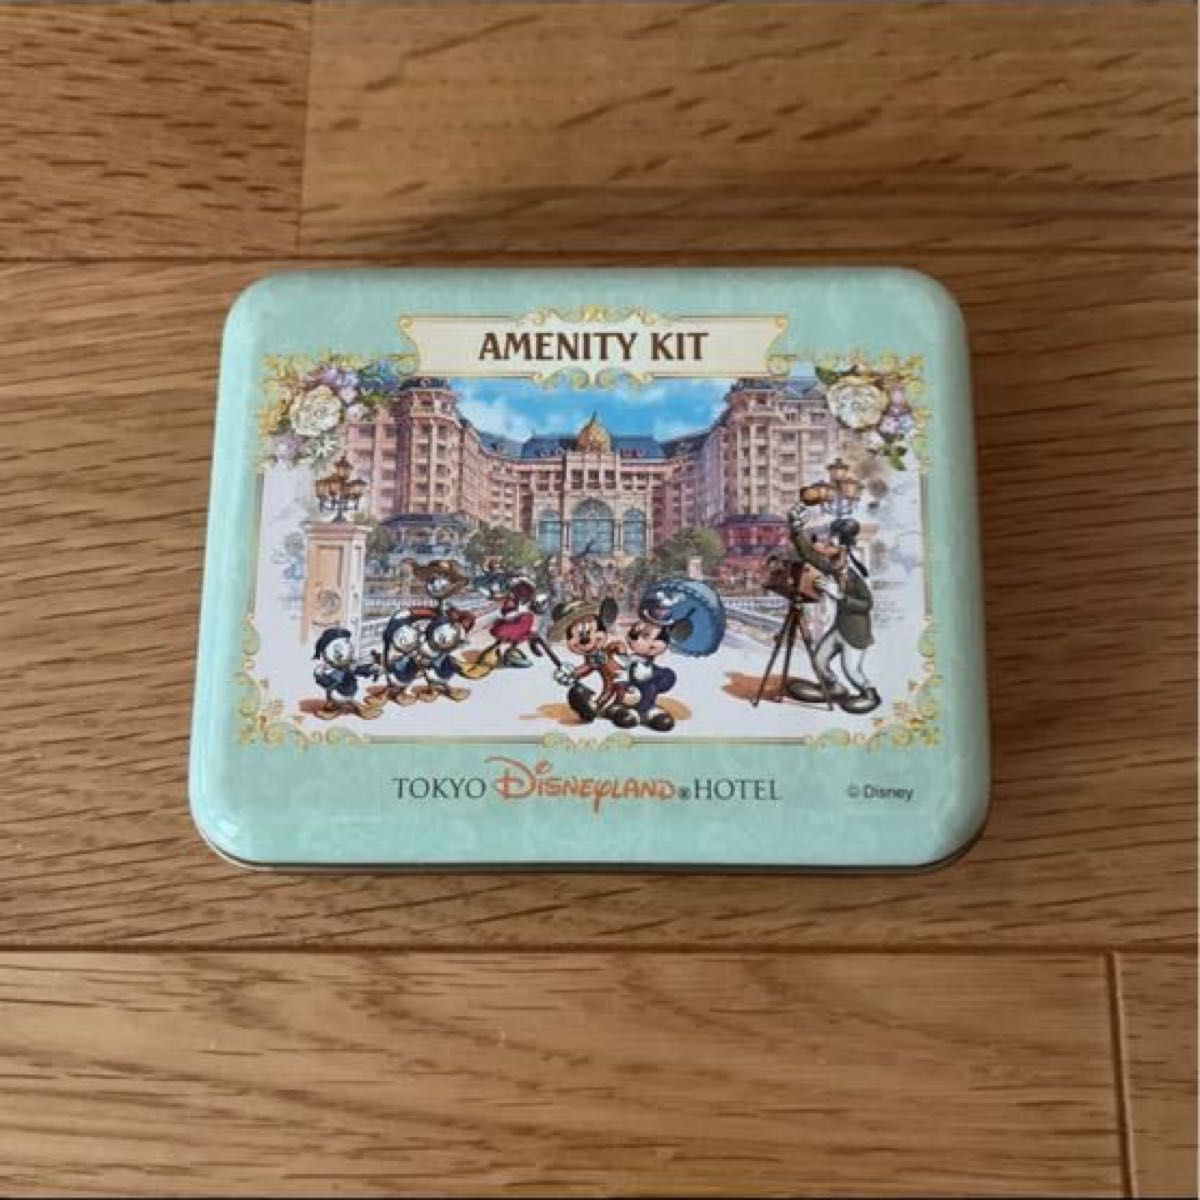 AMENITY KIT
TOKYO Disneyland® HOTEL
© Disney